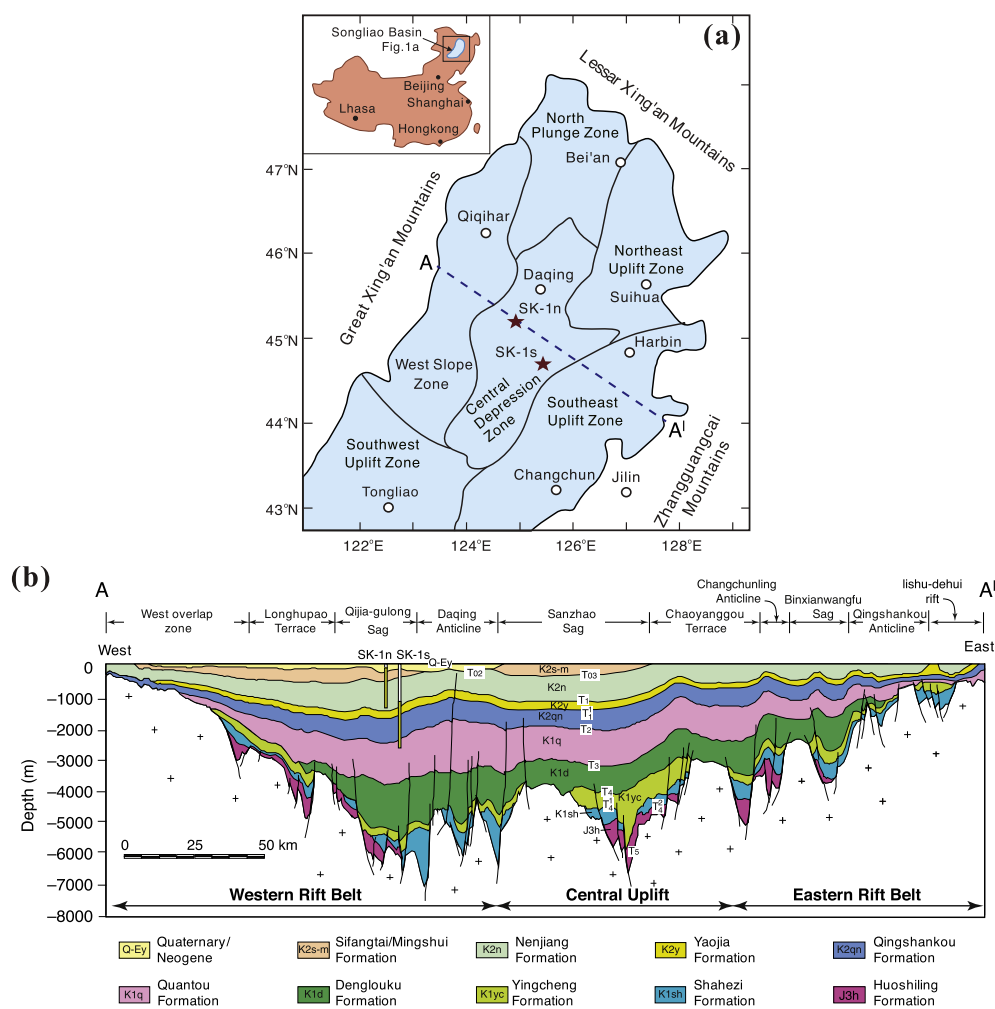 (a)
Songliao Basin
Fig.1a
Beijing
Shanghai
Lhasa
Hongkong
Lessar Xing'an Mountains
Great Xing'an Mountains
Zhangguangcai
Mountains
North
Plunge Zone
Bei'an
Qiqihar
Northeast
Uplift Zone
Suihua
Daqing
SK-1n
SK-1s
Harbin
West Slope
Zone
Central
Depression
Zone
Southeast
Uplift Zone
Southwest
Uplift Zone
Changchun
Jilin
Tongliao
A
A|
47°N
46°N
45°N
44°N
43°N
122°E
124°E
126°E
128°E
(b)
A
A|
West overlap
zone
Longhupao
Terrace
Qijia-gulong
Sag
Daqing
Anticline
Sanzhao
Sag
Chaoyanggou
Terrace
Changchunling
Anticline
Binxianwangfu
Sag
Qingshankou
Anticline
lishu-dehui
rift
West
East
SK-1n
SK-1s
Q-Ey
T02
K2s-m
T03
K2n
K2y
T1
K2qn
T11
T2
K1q
T3
K1d
T4
K1yc
T41
T42
K1sh
J3h
T5
Depth (m)
0
–1000
–2000
–3000
–4000
–5000
–6000
–7000
–8000
0
50 km
Western Rift Belt
Central Uplift
Eastern Rift Belt
Q-Ey
Quaternary/
Neogene
K2s-m
Sifangtai/Mingshui
Formation
K2n
Nenjiang
Formation
K2y
Yaojia
Formation
K2qn
Qingshankou
Formation
K1q
Quantou
Formation
K1d
Denglouku
Formation
K1yc
Yingcheng
Formation
K1sh
Shahezi
Formation
J3h
Huoshiling
Formation